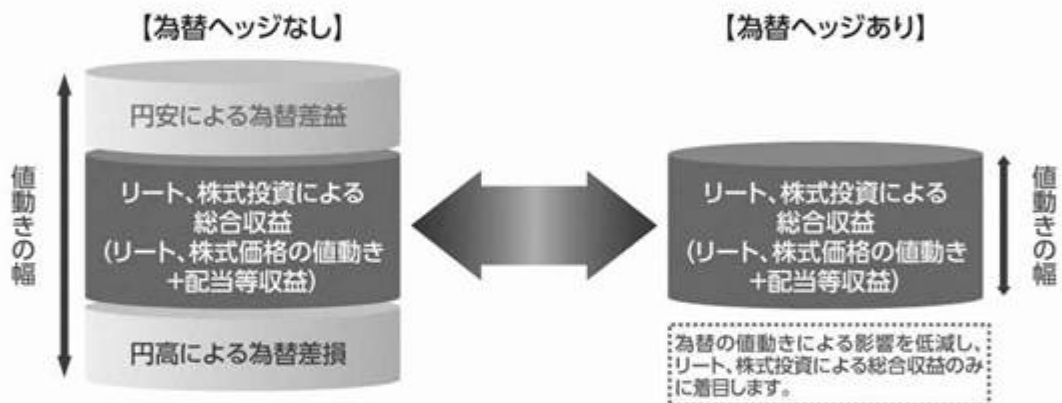 【為替ヘッジなし】
円安による為替差益
リート、株式投資による
総合収益
(リート、株式価格の値動き
+配当等収益)
円高による為替差損
値動きの幅
【為替ヘッジあり】
リート、株式投資による
総合収益
(リート、株式価格の値動き
+配当等収益)
値動きの幅
為替の値動きによる影響を低減し、
リート、株式投資による総合収益のみ
に着目します。